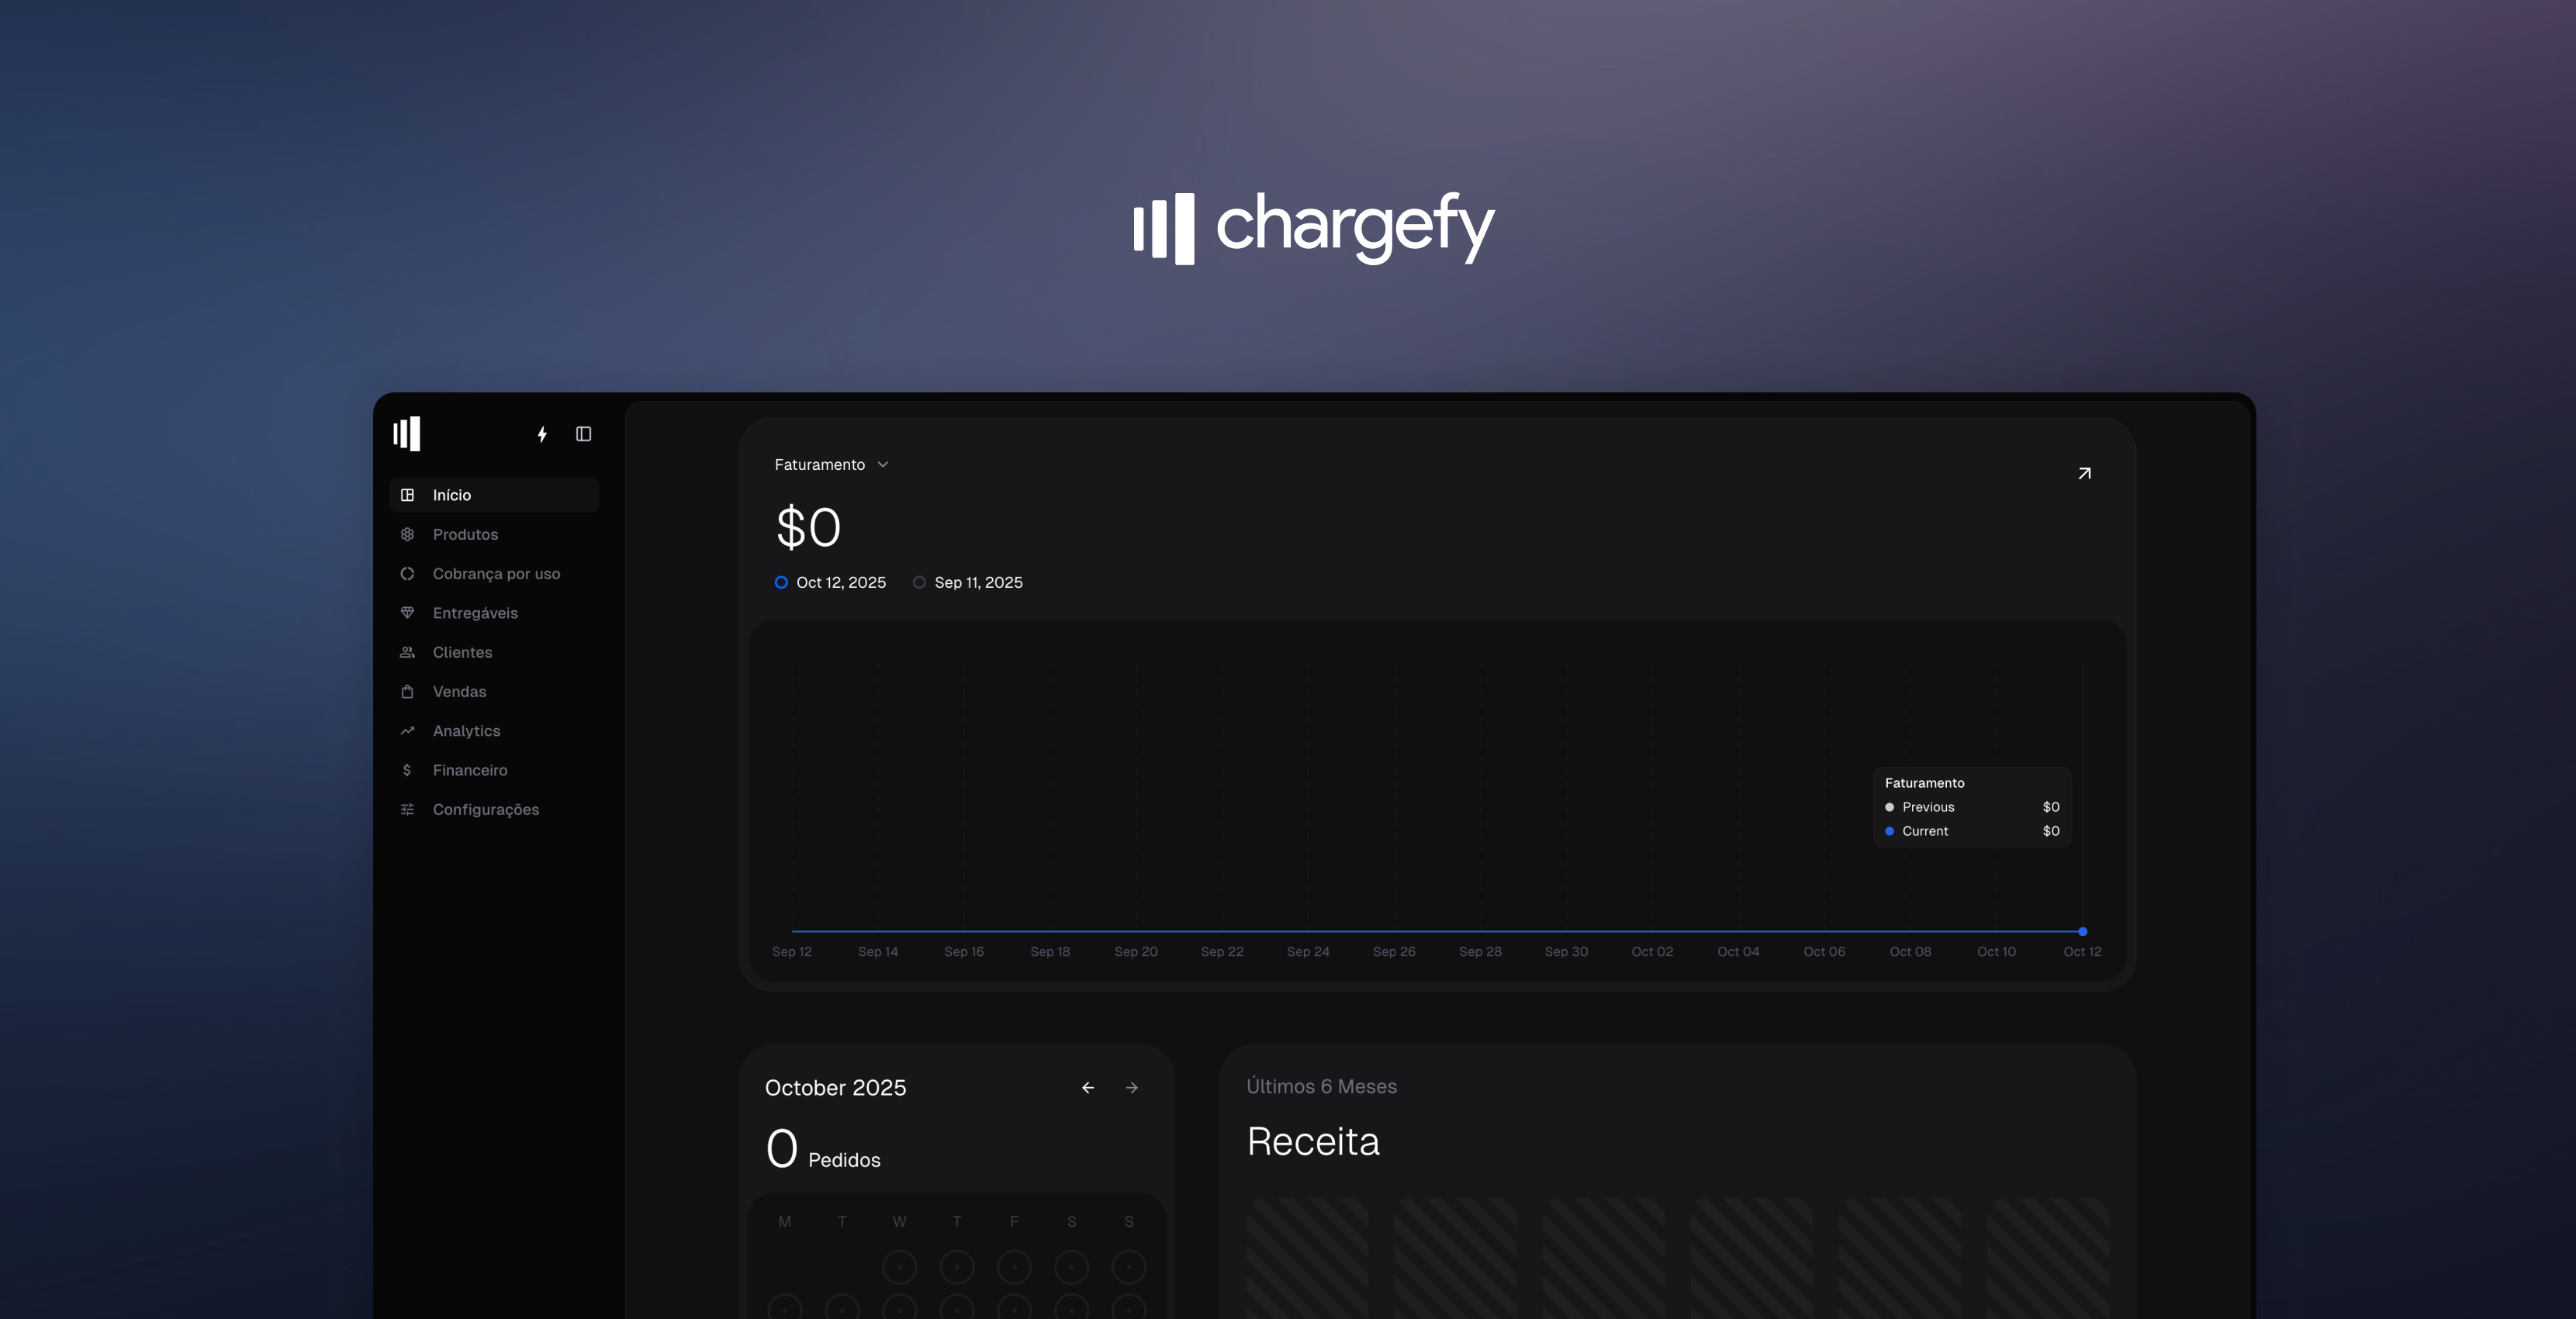 chargefy
Início
Produtos
Cobrança por uso
Entregáveis
Clientes
Vendas
Analytics
Financeiro
Configurações
Faturamento
$0
Oct 12, 2025 Sep 11, 2025
Faturamento
Previous $0
Current $0
Sep 12 Sep 14 Sep 16 Sep 18 Sep 20 Sep 22 Sep 24 Sep 26 Sep 28 Sep 30 Oct 02 Oct 04 Oct 06 Oct 08 Oct 10 Oct 12
October 2025
0 Pedidos
M T W T F S S
Últimos 6 Meses
Receita